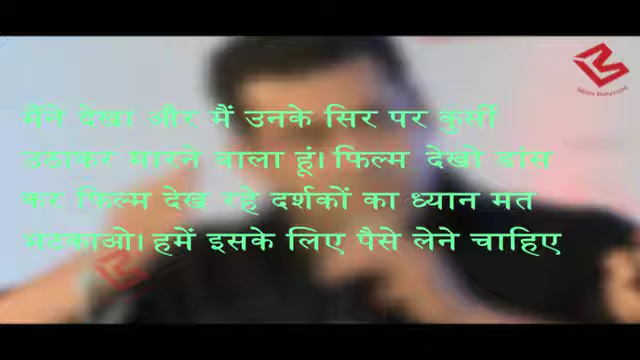 मैंने देखा और मैं उनके सिर पर कुर्सी
उठाकर मारने वाला हूं। फिल्म देखो डांस
कर फिल्म देख रहे दर्शकों का ध्यान मत
भटकाओ। हमें इसके लिए पैसे लेने चाहिए